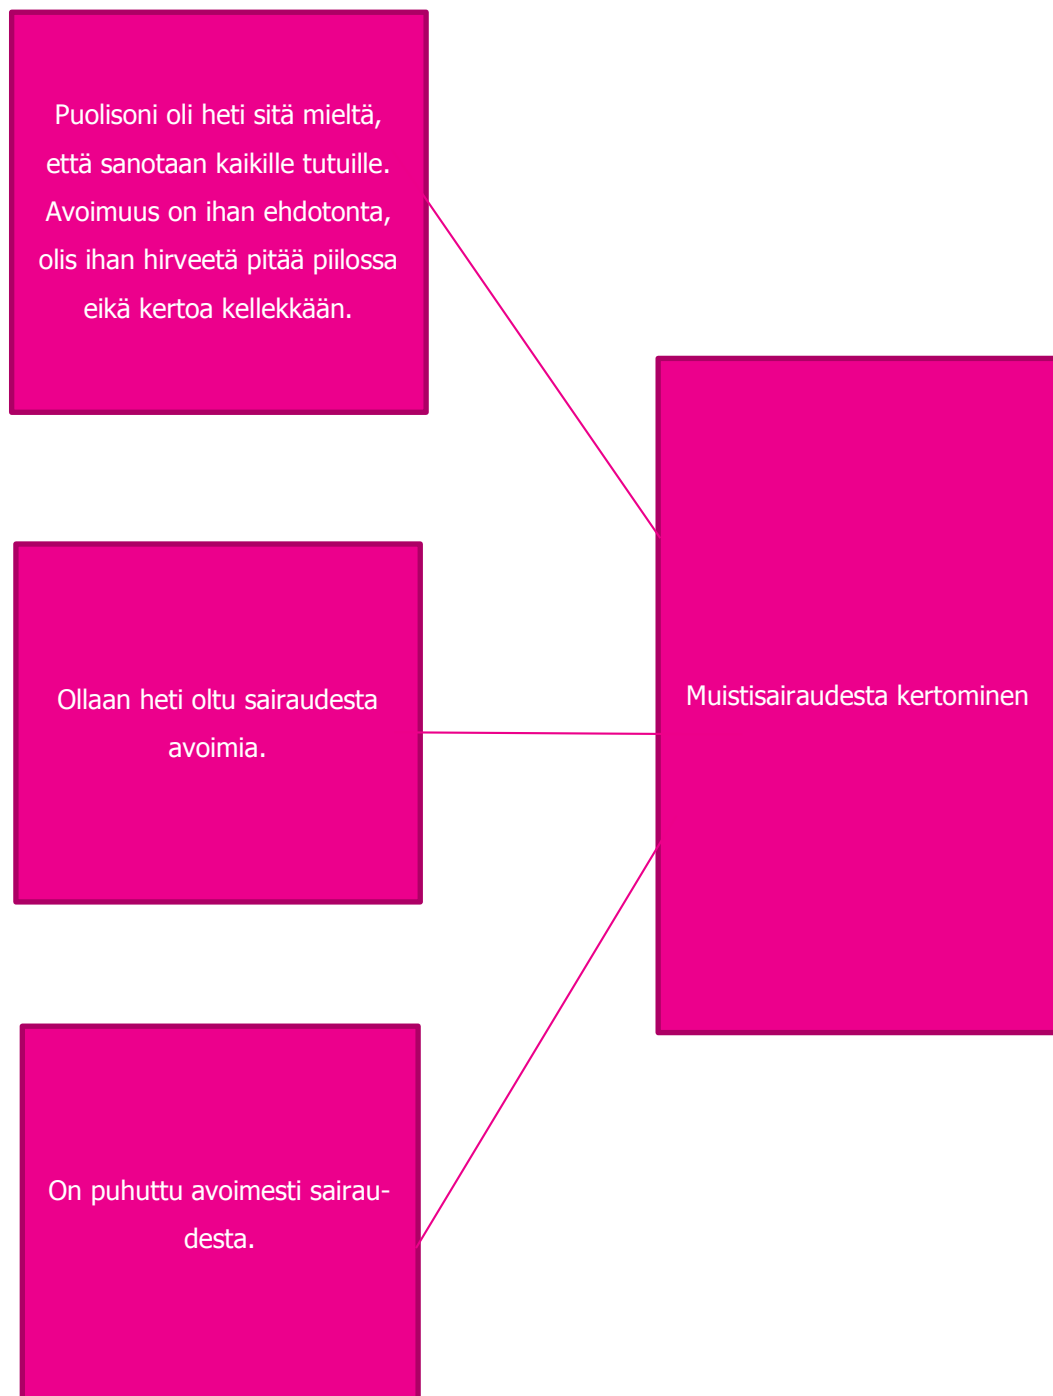 Puolisoni oli heti sitä mieltä,
että sanotaan kaikille tutuille.
Avoimuus on ihan ehdotonta,
olis ihan hirveetä pitää piilossa
eikä kertoa kellekkään.
Ollaan heti oltu sairaudesta
avoimia.
Muistisairaudesta kertominen
On puhuttu avoimesti sairau-
desta.